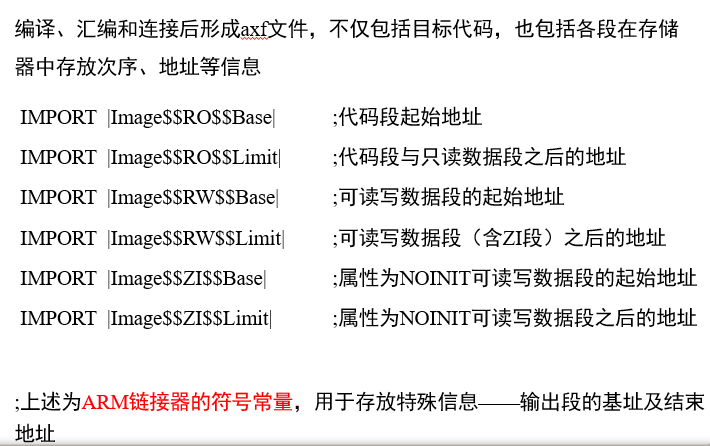 编译、汇编和连接后形成axf文件，不仅包括目标代码，也包括各段在存储
器中存放次序、地址等信息
IMPORT |Image$$RO$$Base| ;代码段起始地址
IMPORT |Image$$RO$$Limit| ;代码段与只读数据段之后的地址
IMPORT |Image$$RW$$Base| ;可读写数据段的起始地址
IMPORT |Image$$RW$$Limit| ;可读写数据段（含ZI段）之后的地址
IMPORT |Image$$ZI$$Base| ;属性为NOINIT可读写数据段的起始地址
IMPORT |Image$$ZI$$Limit| ;属性为NOINIT可读写数据段之后的地址
;上述为ARM链接器的符号常量，用于存放特殊信息——输出段的基址及结束
地址